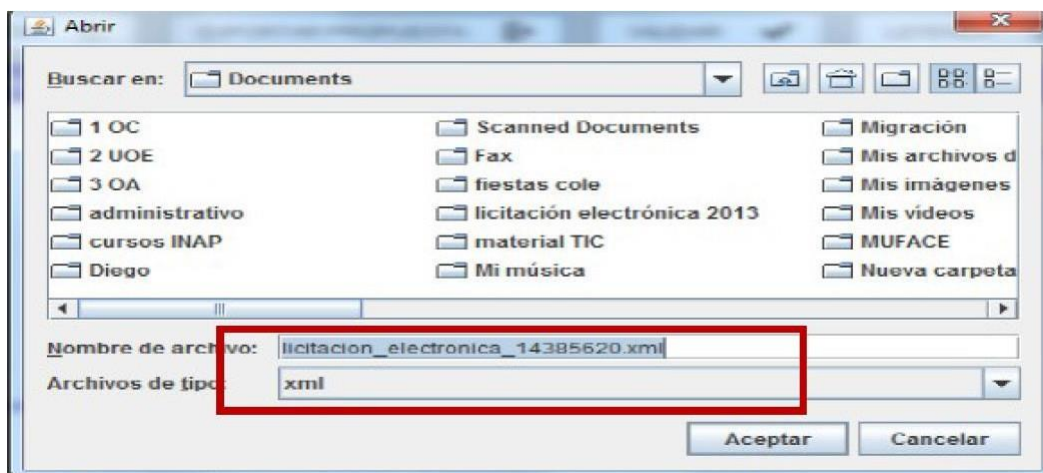 Abrir
Buscar en: Documents
1 OC
2 UOE
3 OA
administrativo
cursos INAP
Diego
Scanned Documents
Fax
fiestas cole
licitación electrónica 2013
material TIC
Mi música
Migración
Mis archivos d
Mis imágenes
Mis vídeos
MUFACE
Nueva carpeta
Nombre de archivo: licitacion_electronica_14385620.xml
Archivos de tipo: xml
Aceptar Cancelar